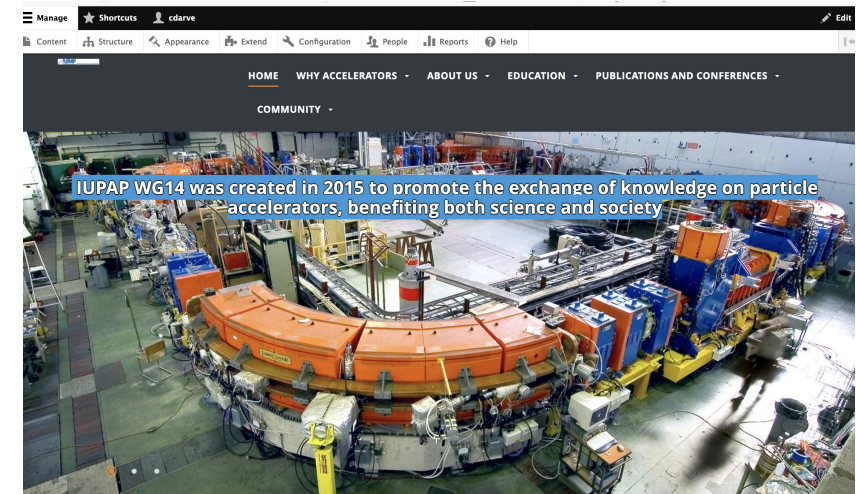 Manage Shortcuts cdarve Edit
Content Structure Appearance Extend Configuration People Reports Help
IUPAP
HOME WHY ACCELERATORS ABOUT US EDUCATION PUBLICATIONS AND CONFERENCES
COMMUNITY
IUPAP WG14 was created in 2015 to promote the exchange of knowledge on particle
accelerators, benefiting both science and society